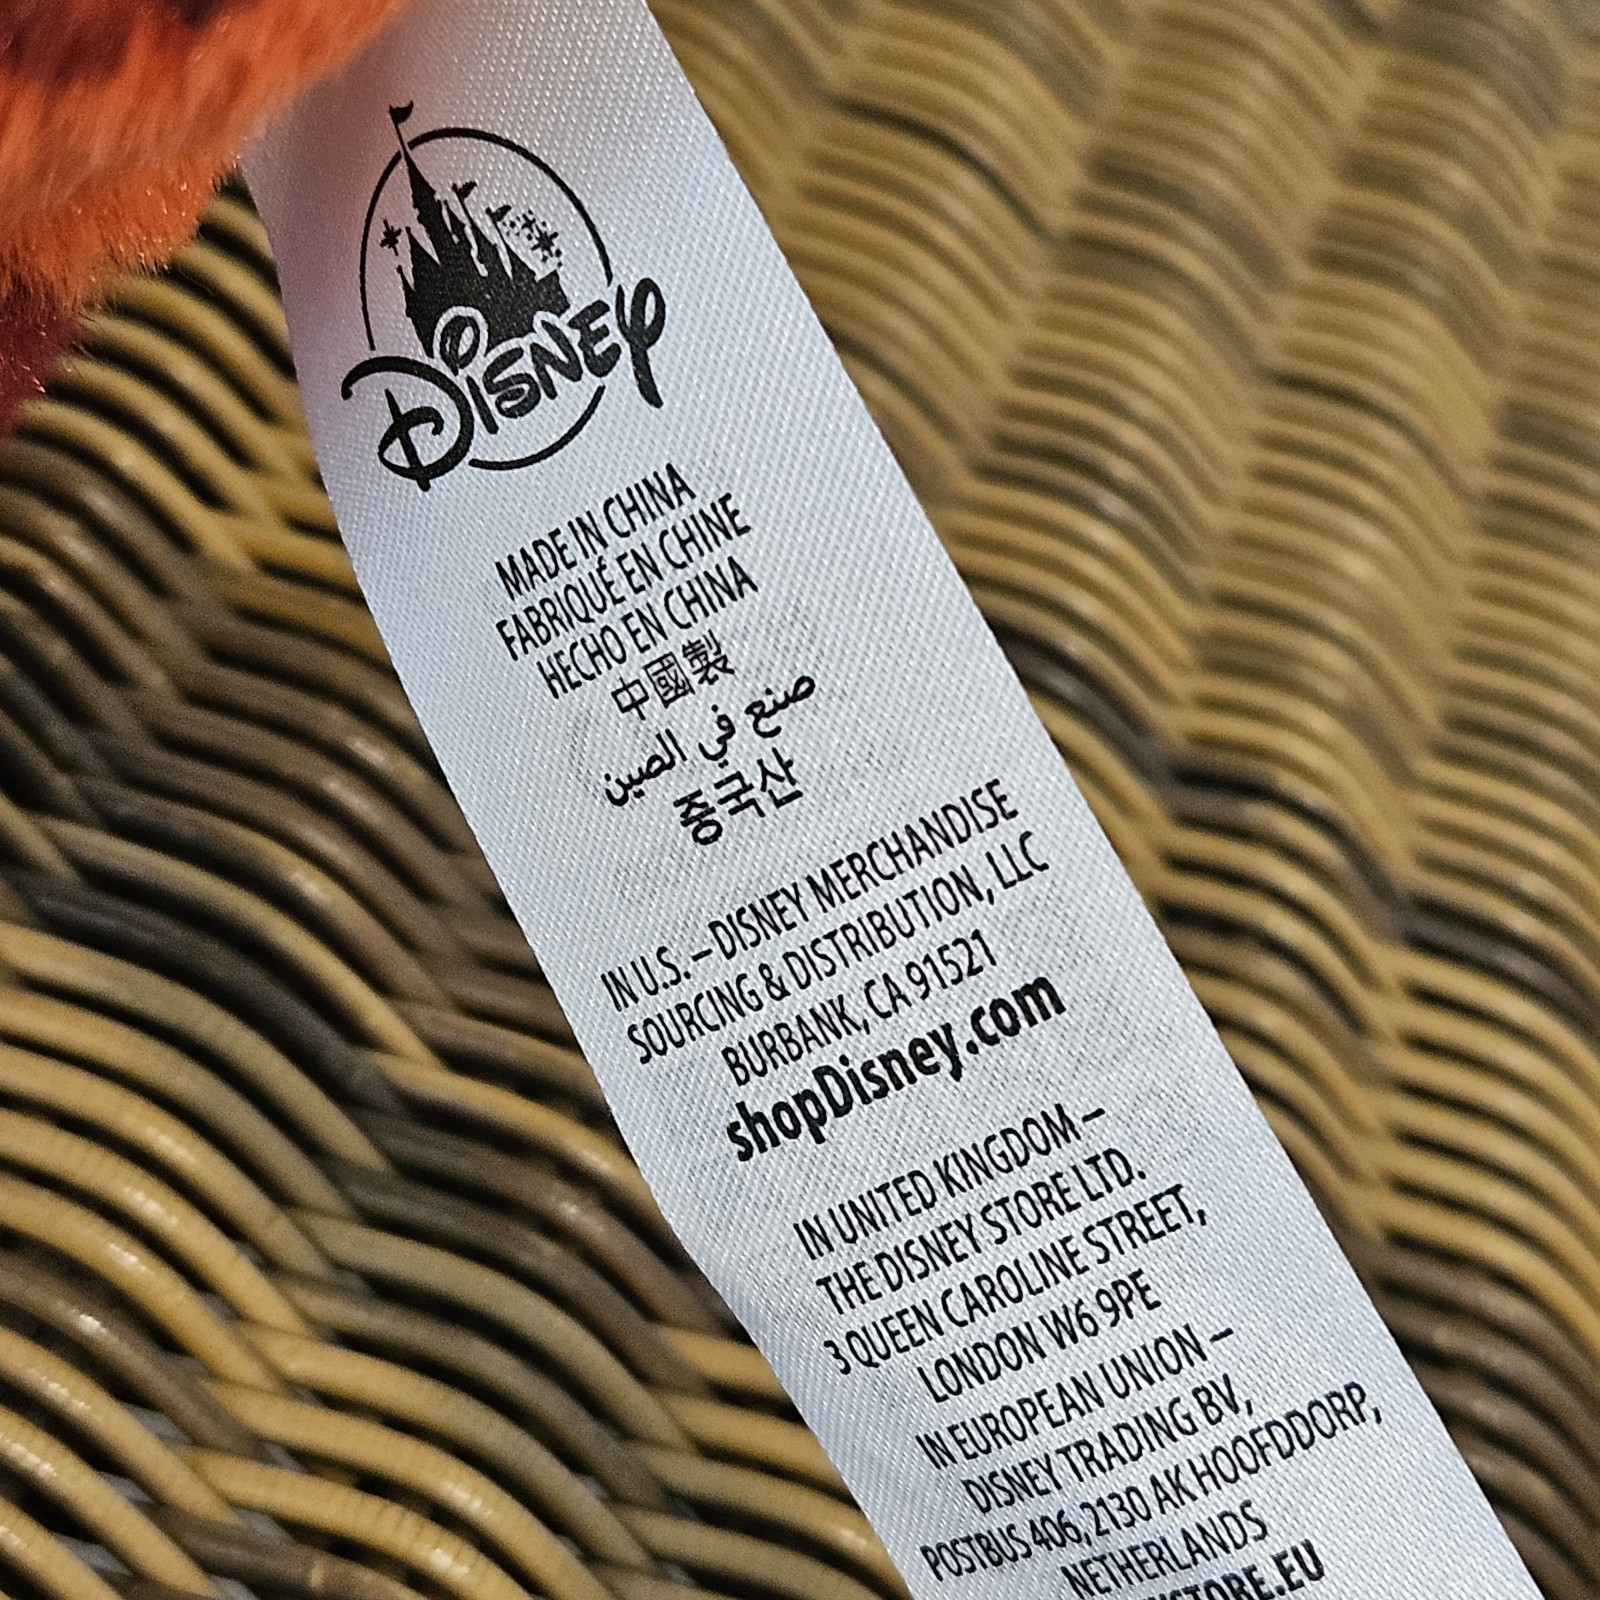 DISNEY
MADE IN CHINA
FABRIQUÉ EN CHINE
HECHO EN CHINA
中國製
صنع في الصين
중국산
IN U.S. – DISNEY MERCHANDISE
SOURCING & DISTRIBUTION, LLC
BURBANK, CA 91521
shopDisney.com
IN UNITED KINGDOM –
THE DISNEY STORE LTD.
3 QUEEN CAROLINE STREET,
LONDON W6 9PE
IN EUROPEAN UNION –
DISNEY TRADING BV,
POSTBUS 406, 2130 AK HOOFDDORP,
NETHERLANDS